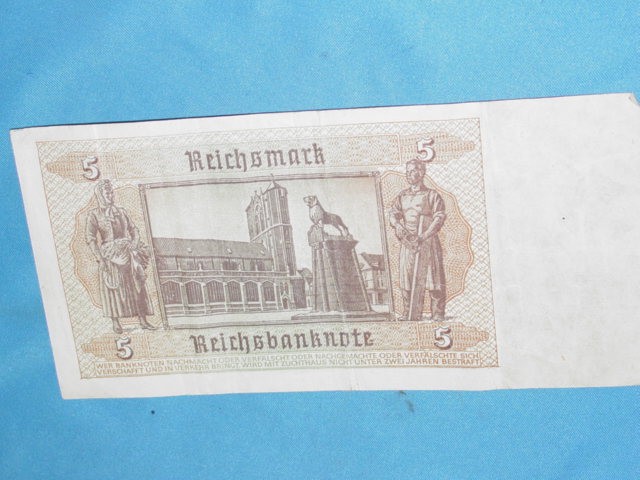 5 Reichsmark 5
5 Reichsbanknote 5
WER BANKNOTEN NACHMACHT ODER VERFÄLSCHT ODER NACHGEMACHTE ODER VERFÄLSCHTE SICH
VERSCHAFFT UND IN VERKEHR BRINGT, WIRD MIT ZUCHTHAUS NICHT UNTER ZWEI JAHREN BESTRAFT